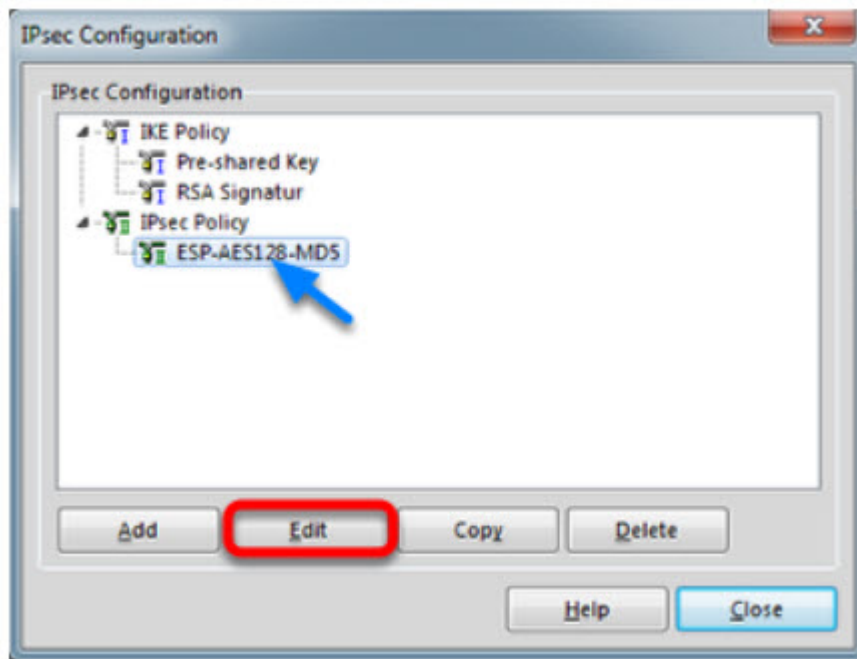 IPsec Configuration
IPsec Configuration
IKE Policy
Pre-shared Key
RSA Signatur
IPsec Policy
ESP-AES128-MD5
Add Edit Copy Delete
Help Close